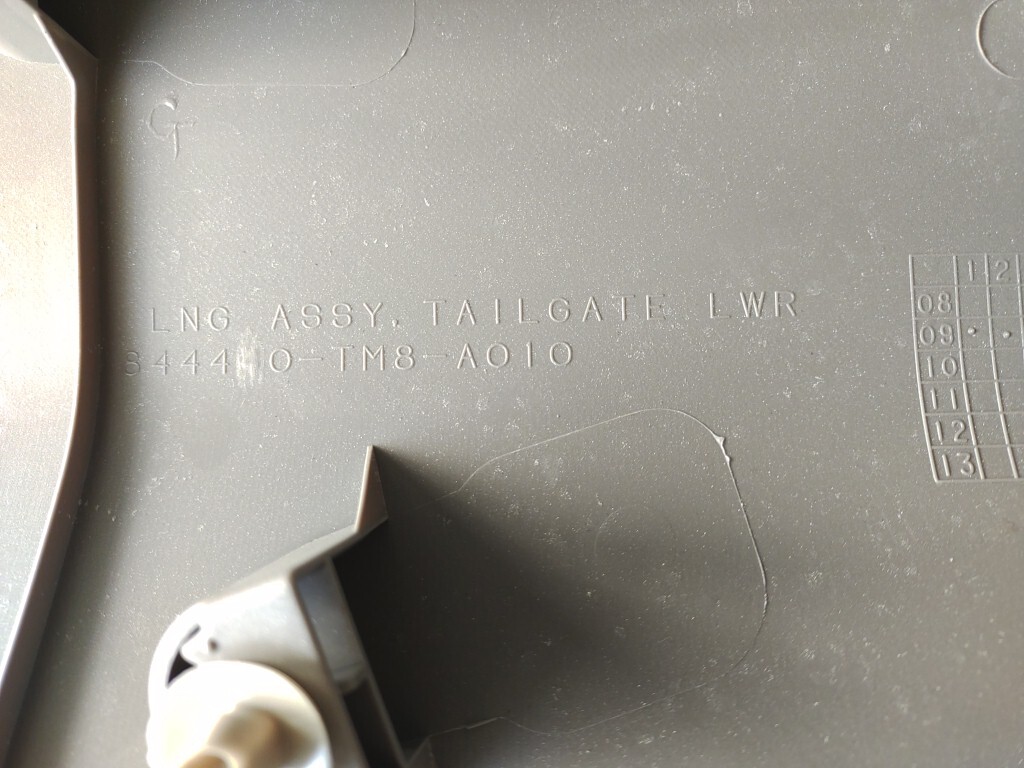 G
LNG ASSY, TAILGATE LWR
84440-TM8-A010
1 2
08
09
10
11
12
13